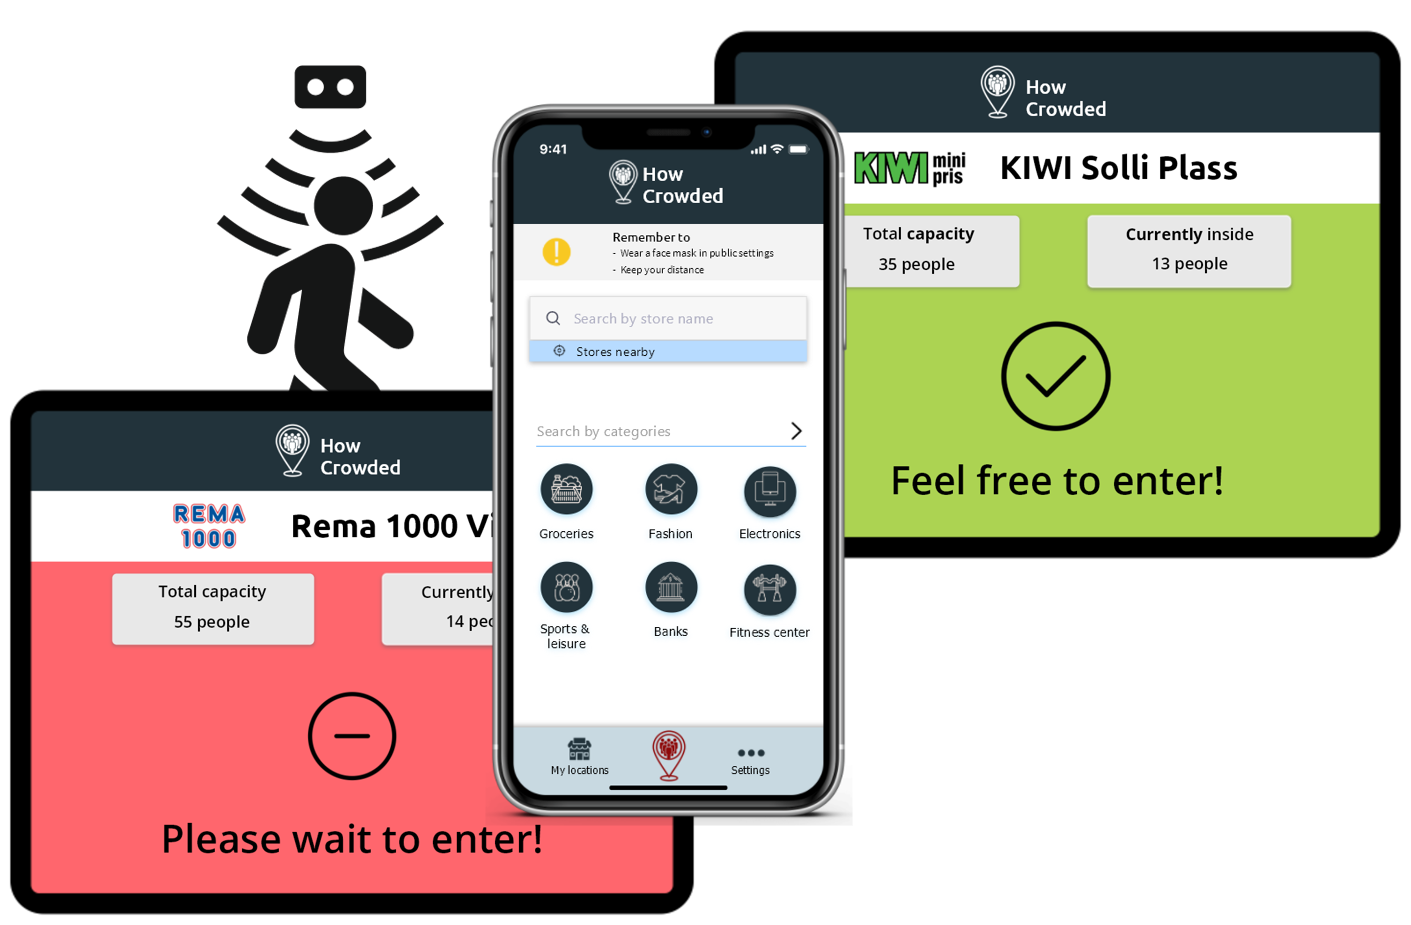 How
Crowded
KIWI mini
pris
KIWI Solli Plass
Total capacity
35 people
Currently inside
13 people
Feel free to enter!
9:41
How
Crowded
Remember to
- Wear a face mask in public settings
- Keep your distance
Search by store name
Stores nearby
Search by categories
Groceries
Fashion
Electronics
Sports &
leisure
Banks
Fitness center
My locations
Settings
How
Crowded
REMA
1000
Rema 1000 Vi
Total capacity
55 people
Currently
14 peo
Please wait to enter!